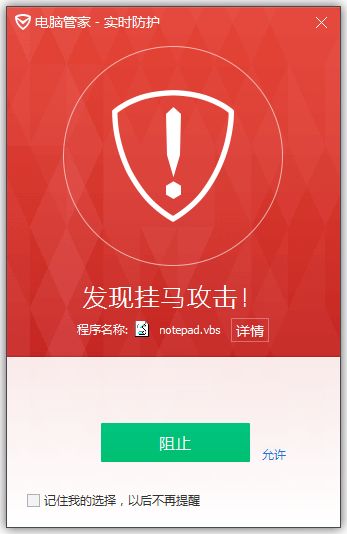 电脑管家 - 实时防护
发现挂马攻击!
程序名称: notepad.vbs 详情
阻止
允许
记住我的选择，以后不再提醒